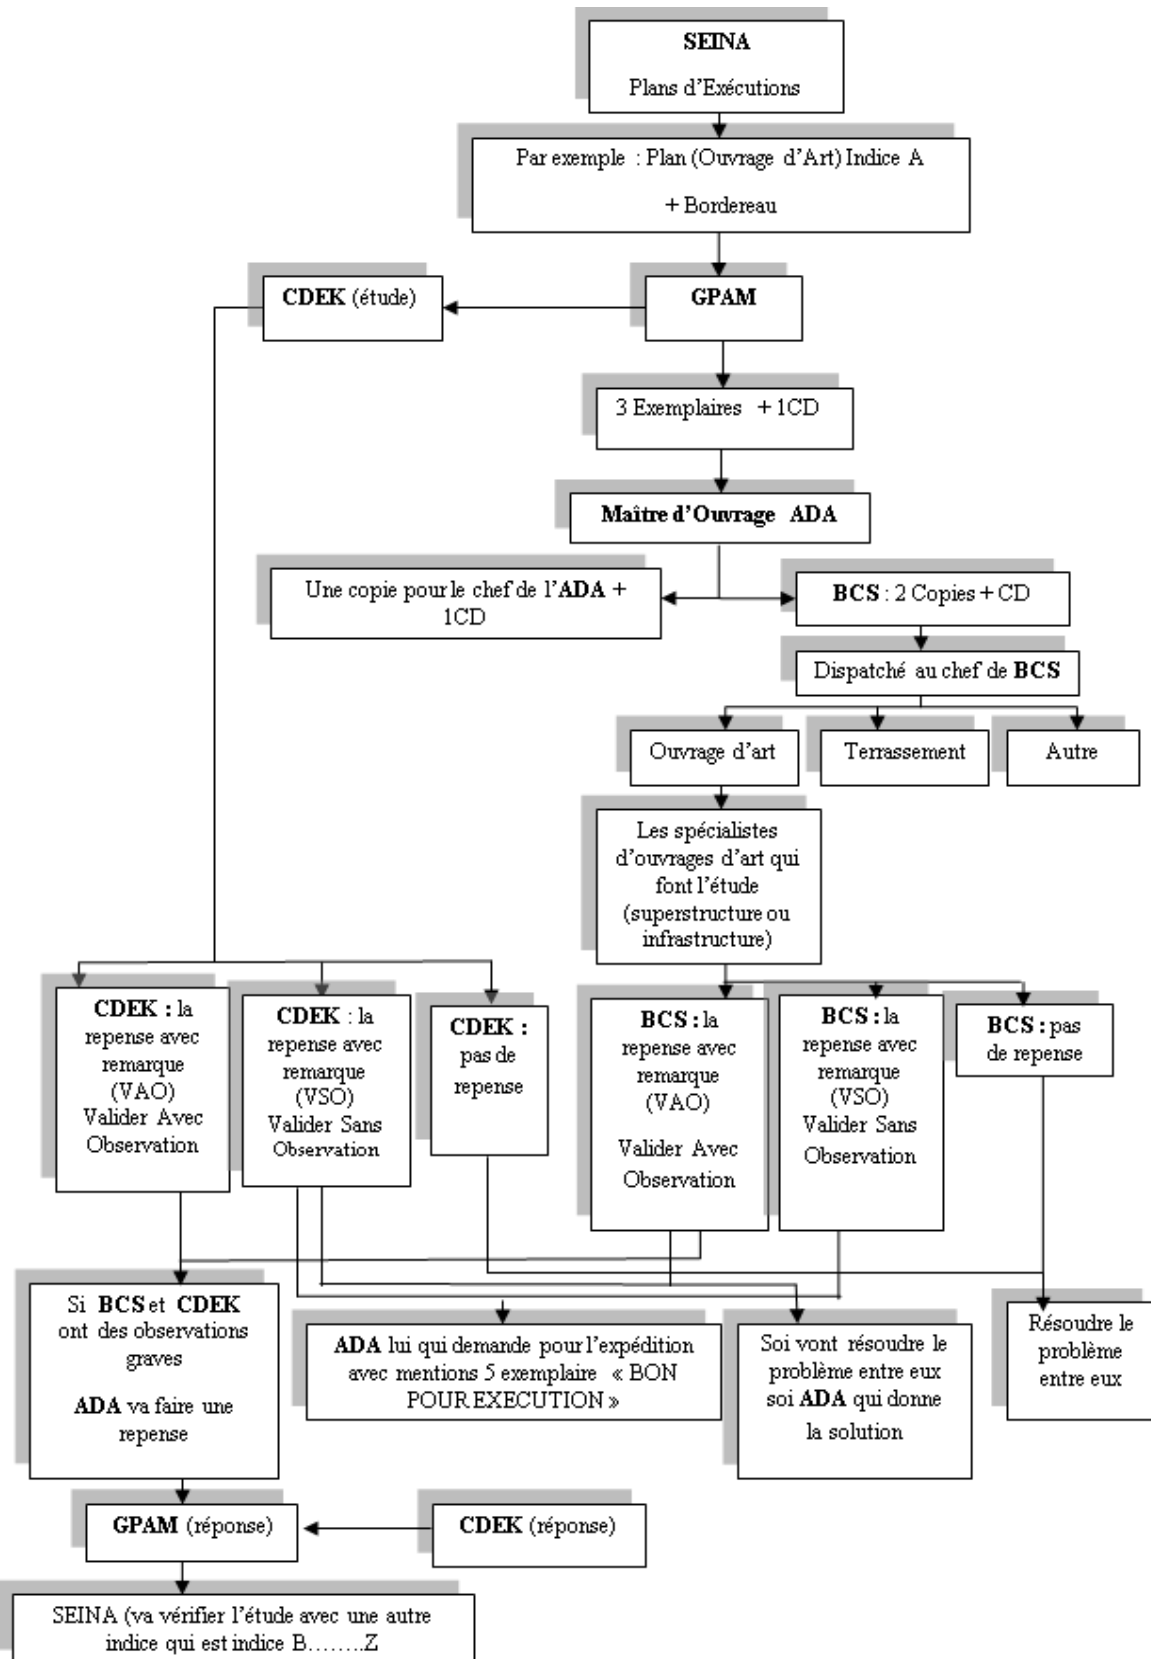 SEINA
Plans d'Exécutions
Par exemple : Plan (Ouvrage d'Art) Indice A
+ Bordereau
CDEK (étude)
GPAM
3 Exemplaires + 1CD
Maître d'Ouvrage ADA
Une copie pour le chef de l'ADA +
1CD
BCS : 2 Copies + CD
Dispatché au chef de BCS
Ouvrage d'art
Terrassement
Autre
Les spécialistes
d'ouvrages d'art qui
font l'étude
(superstructure ou
infrastructure)
CDEK : la
repense avec
remarque
(VAO)
Valider Avec
Observation
CDEK : la
repense avec
remarque
(VSO)
Valider Sans
Observation
CDEK :
pas de
repense
BCS : la
repense avec
remarque
(VAO)
Valider Avec
Observation
BCS : la
repense avec
remarque
(VSO)
Valider Sans
Observation
BCS : pas
de repense
Si BCS et CDEK
ont des observations
graves
ADA va faire une
repense
ADA lui qui demande pour l'expédition
avec mentions 5 exemplaire « BON
POUR EXECUTION »
Soi vont résoudre le
problème entre eux
soi ADA qui donne
la solution
Résoudre le
problème
entre eux
GPAM (réponse)
CDEK (réponse)
SEINA (va vérifier l'étude avec une autre
indice qui est indice B........Z